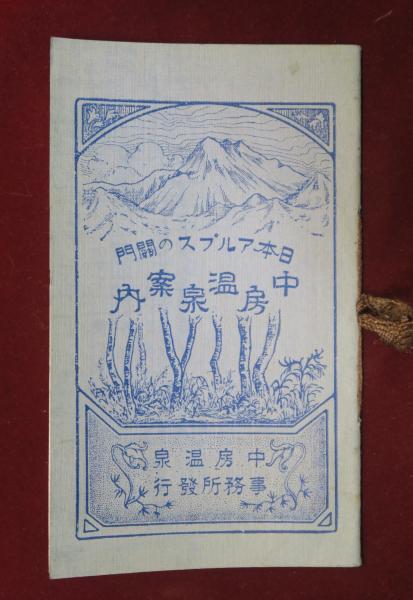 日本アルプスの關門
中房温泉案内
中房温泉
事務所發行